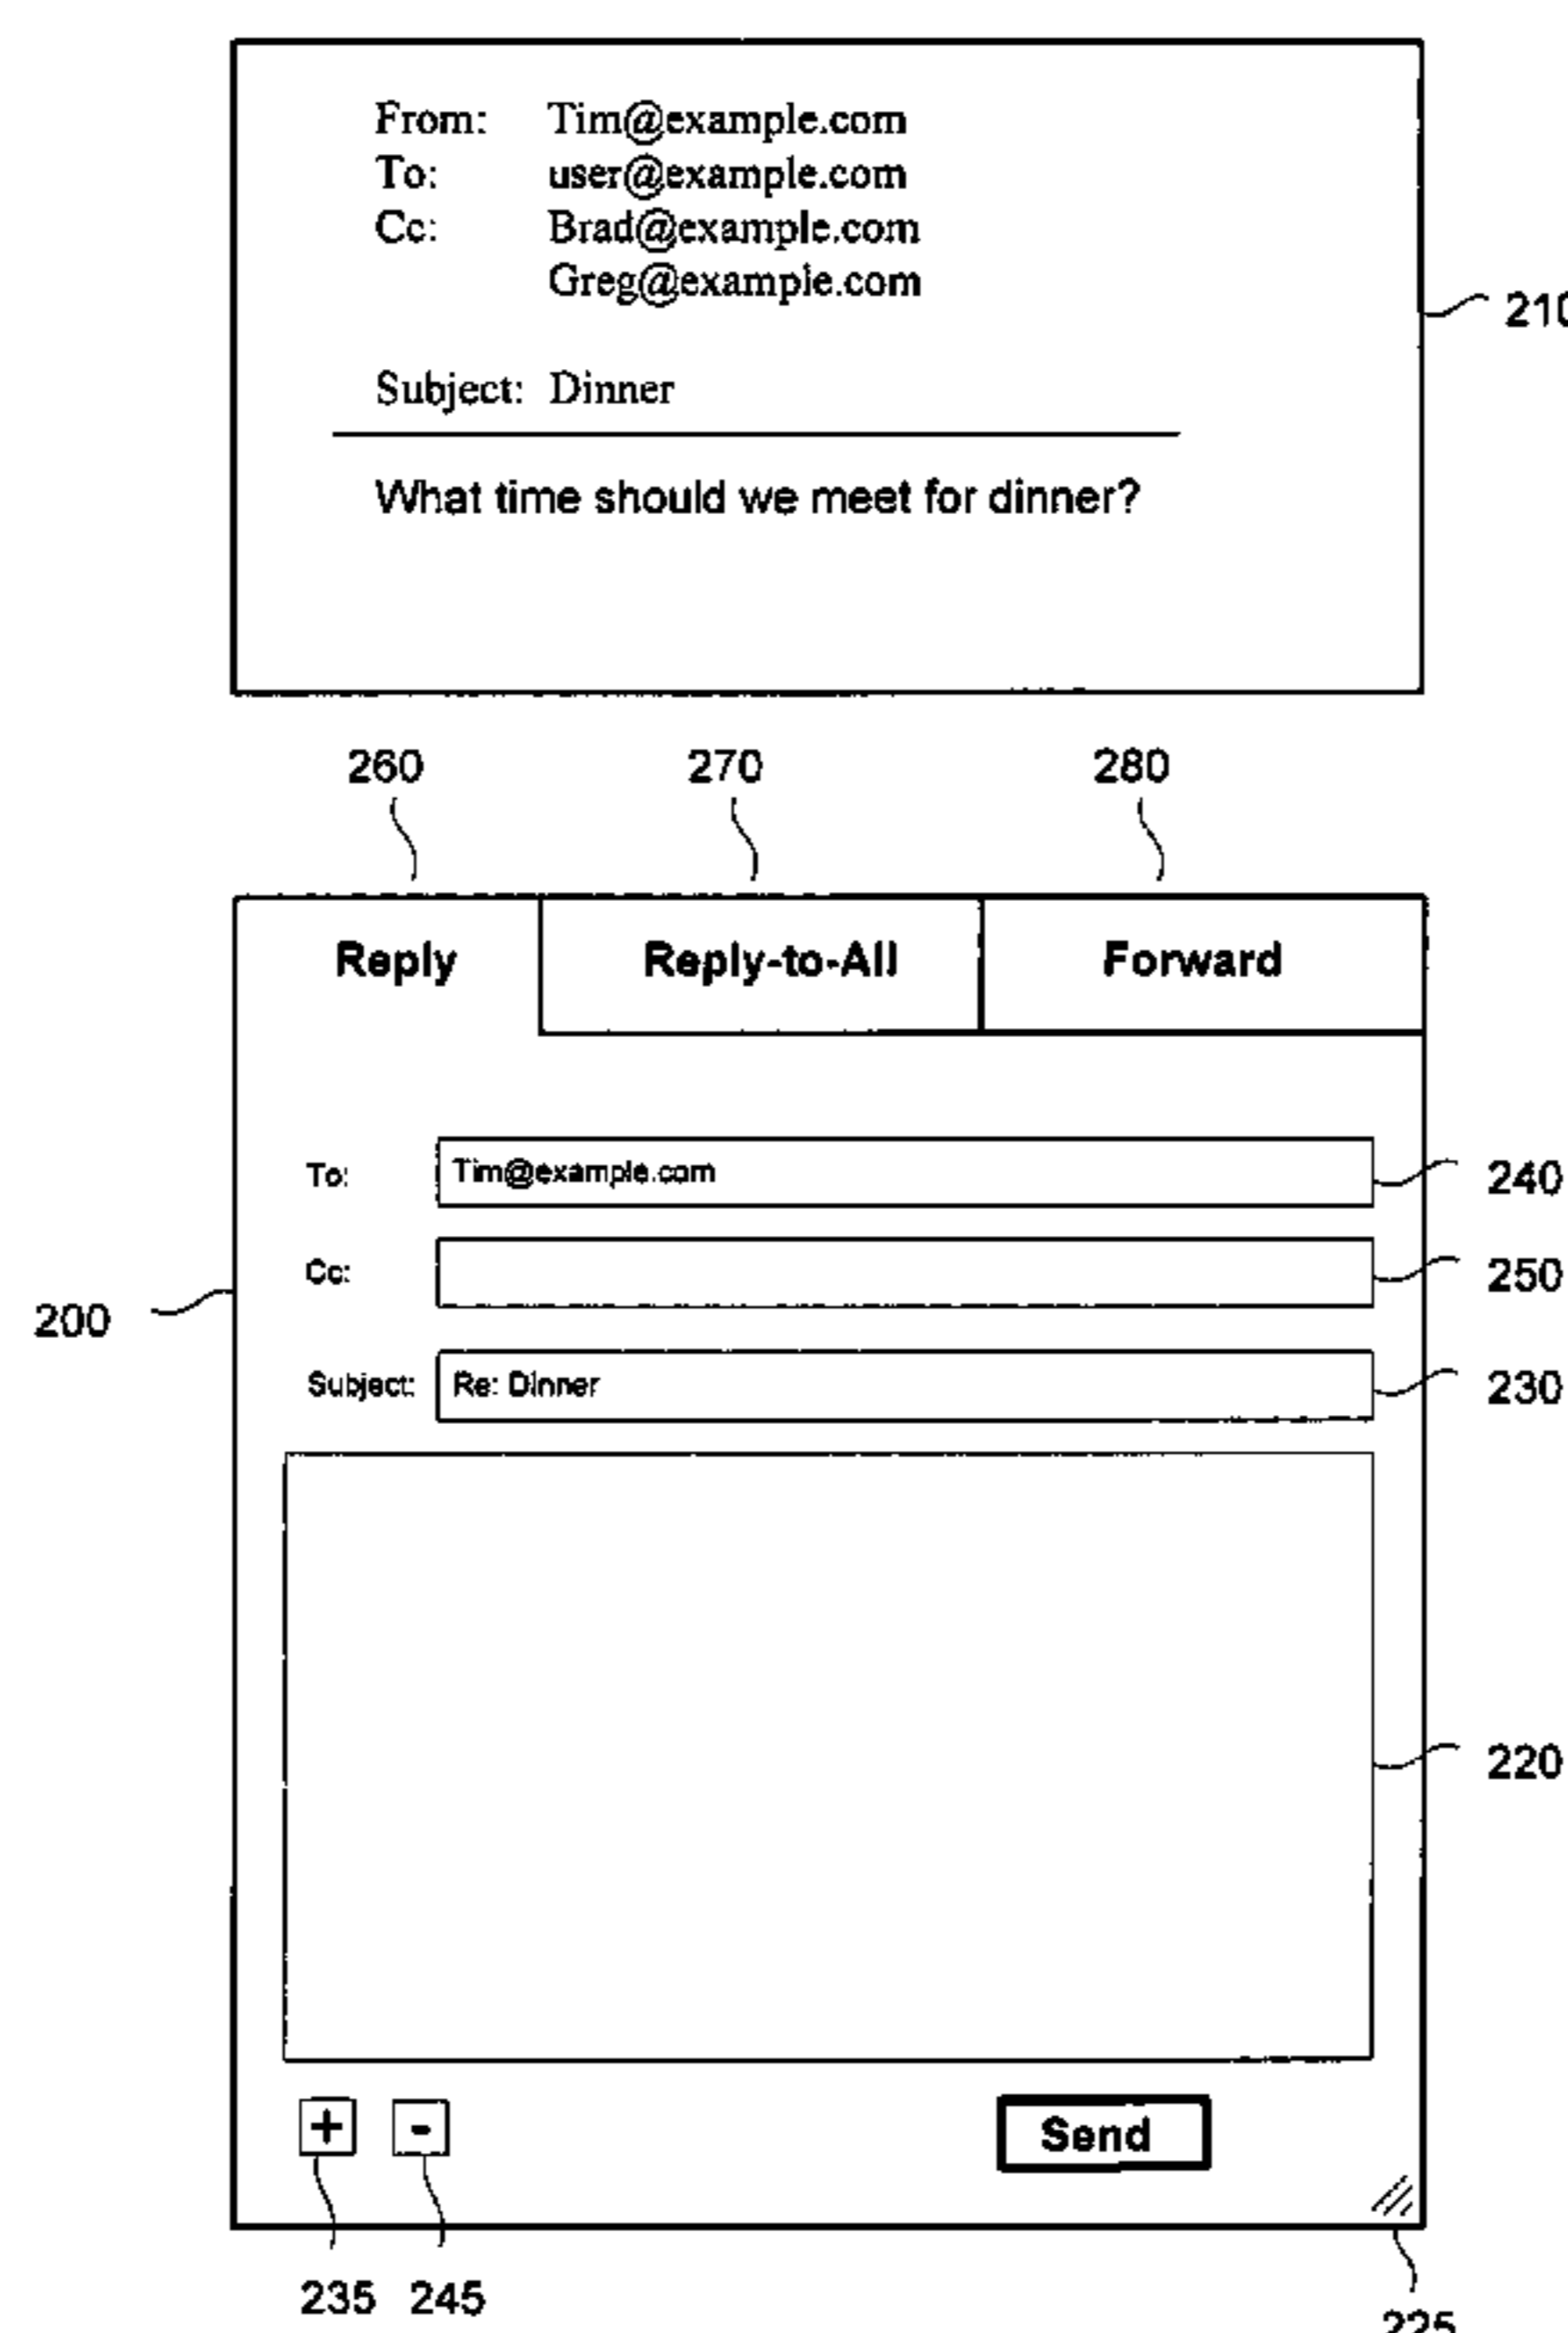 From: Tim@example.com
To: user@example.com
Cc: Brad@example.com
Greg@example.com
210
Subject: Dinner
What time should we meet for dinner?
260 270 280
Reply Reply-to-All Forward
To: Tim@example.com 240
Cc: 250
200
Subject: Re: Dinner 230
220
+ - Send
235 245
225